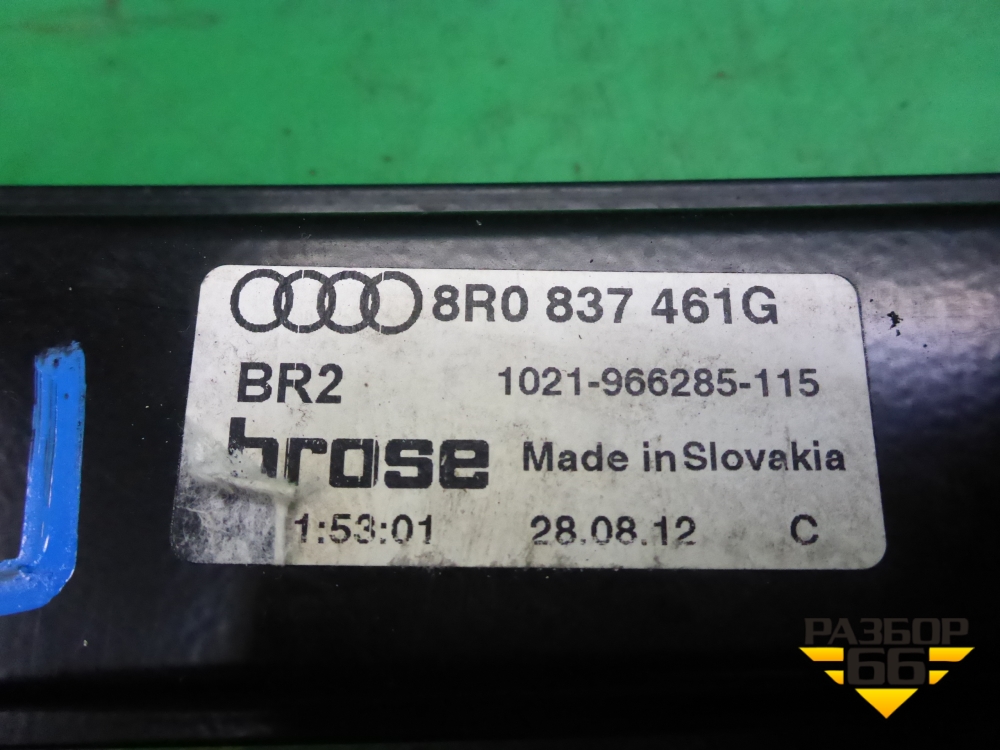 8R0 837 461G
BR2 1021-966285-115
brose Made in Slovakia
1:53:01 28.08.12 C
РАЗБОР
66